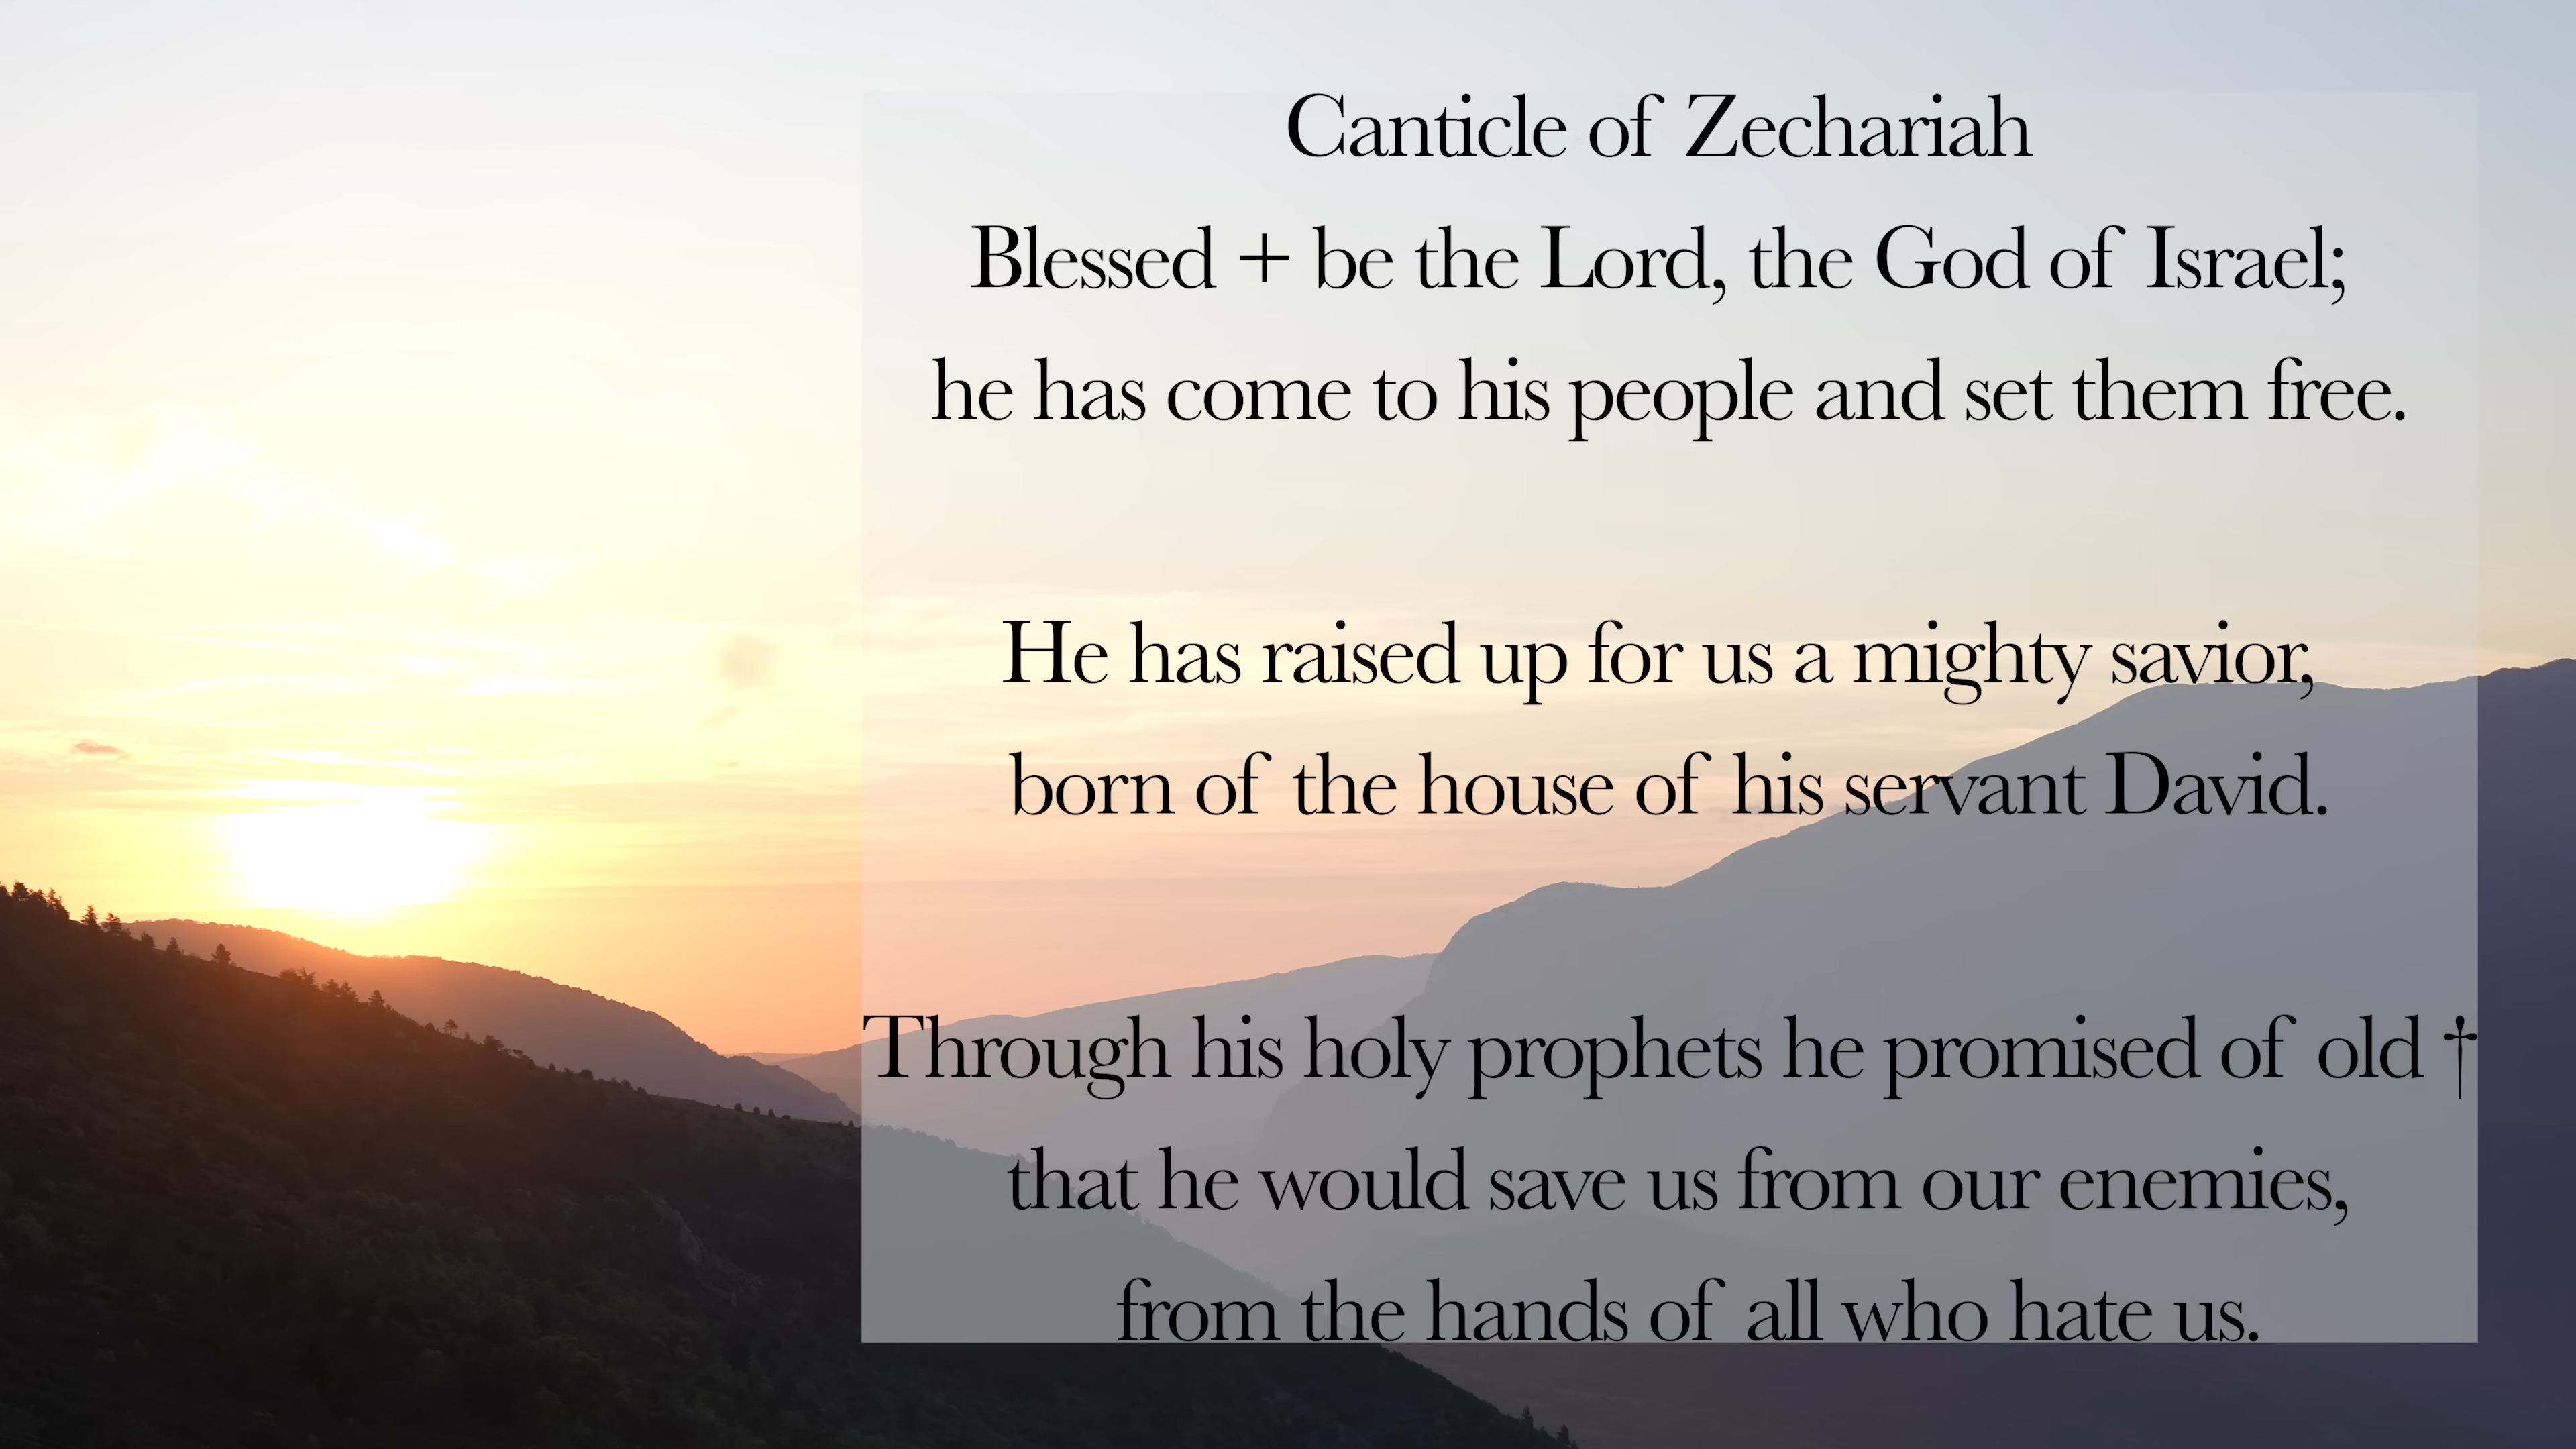 Canticle of Zechariah
Blessed + be the Lord, the God of Israel;
he has come to his people and set them free.
He has raised up for us a mighty savior,
born of the house of his servant David.
Through his holy prophets he promised of old †
that he would save us from our enemies,
from the hands of all who hate us.